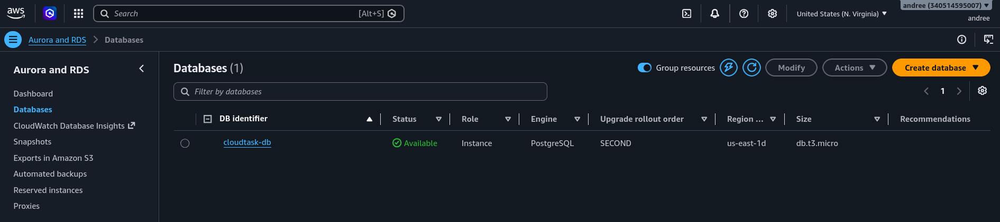 aws
Search [Alt+S]
United States (N. Virginia)
andree (340514595007)
andree
Aurora and RDS
Databases
Aurora and RDS
Dashboard
Databases
CloudWatch Database Insights
Snapshots
Exports in Amazon S3
Automated backups
Reserved instances
Proxies
Databases (1)
Group resources
Modify
Actions
Create database
Filter by databases
1
DB identifier Status Role Engine Upgrade rollout order Region ... Size Recommendations
cloudtask-db Available Instance PostgreSQL SECOND us-east-1d db.t3.micro